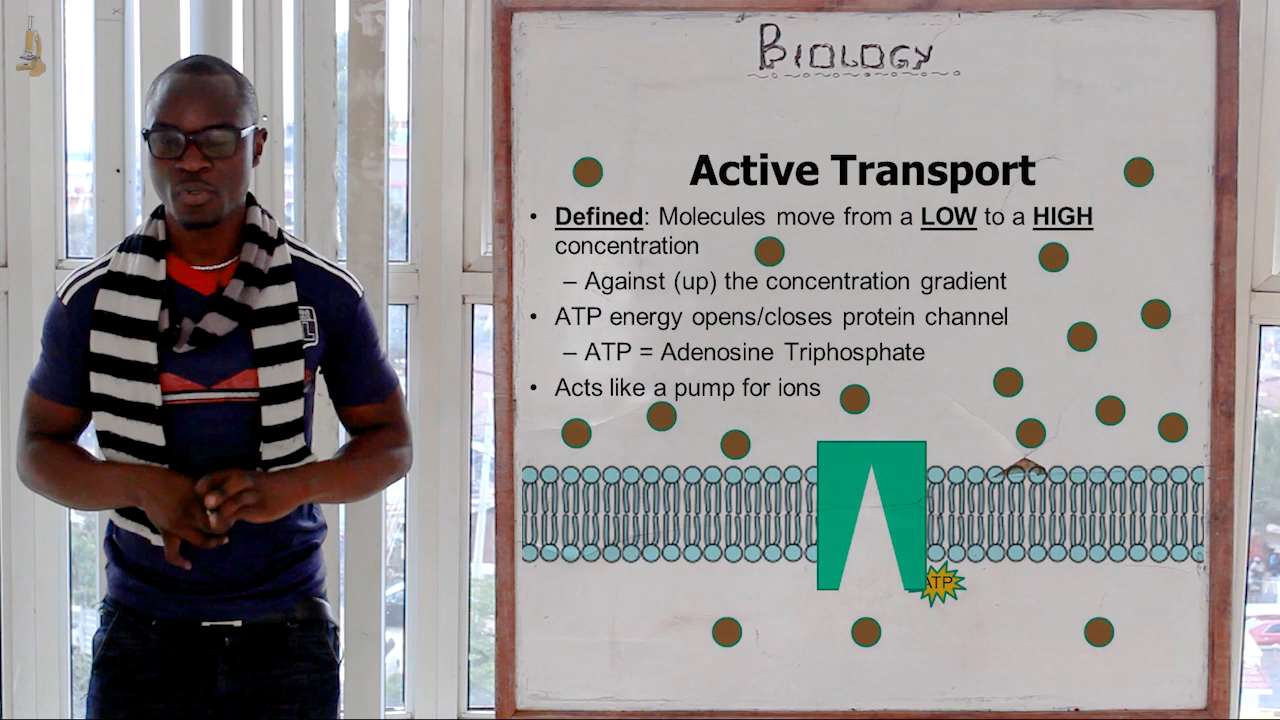 BIOLOGY
Active Transport
• Defined: Molecules move from a LOW to a HIGH
concentration
– Against (up) the concentration gradient
• ATP energy opens/closes protein channel
– ATP = Adenosine Triphosphate
• Acts like a pump for ions
ATP